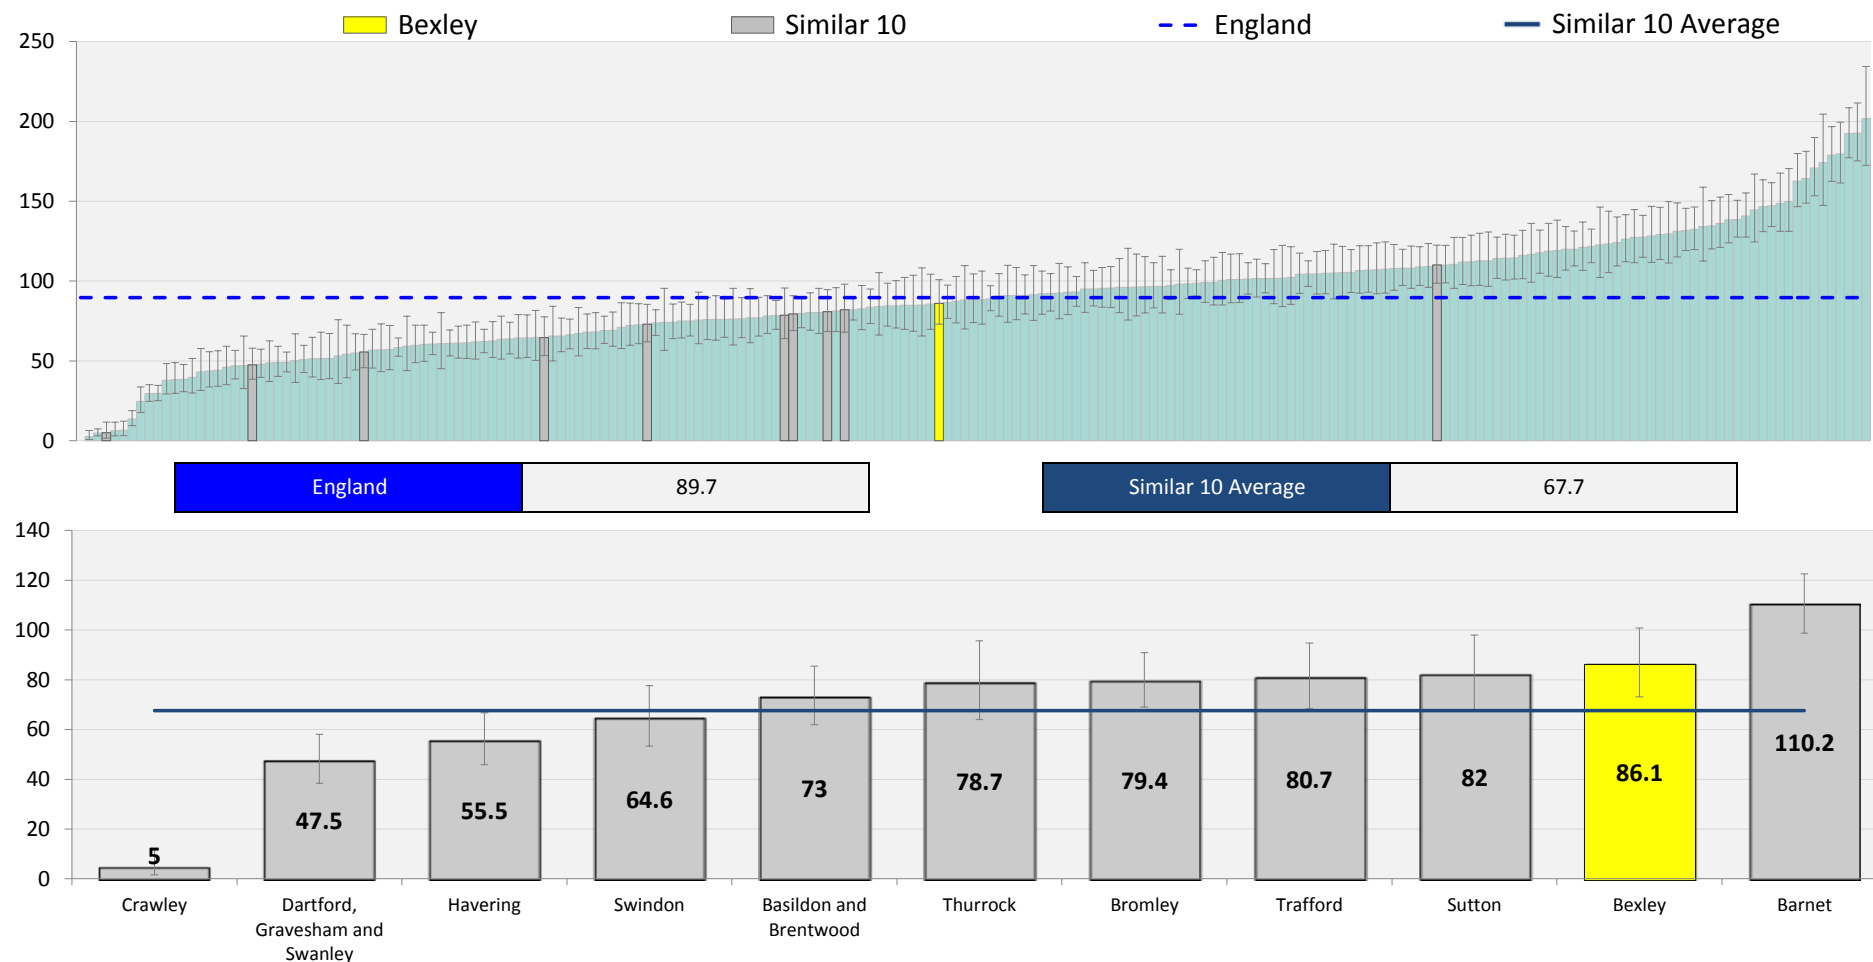 Bexley Similar 10 England Similar 10 Average
250
200
150
100
50
0
England 89.7 Similar 10 Average 67.7
140
120
100
80
60
40
20
0
5 47.5 55.5 64.6 73 78.7 79.4 80.7 82 86.1 110.2
Crawley Dartford, Havering Swindon Basildon and Thurrock Bromley Trafford Sutton Bexley Barnet
Gravesham and Brentwood
Swanley